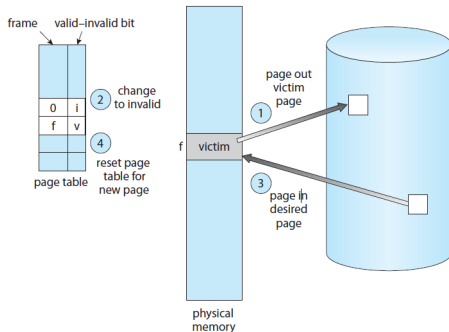 frame
valid–invalid bit
0 i
f v
page table
2
change
to invalid
4
reset page
table for
new page
f
victim
physical
memory
page out
victim
page
1
3
page in
desired
page